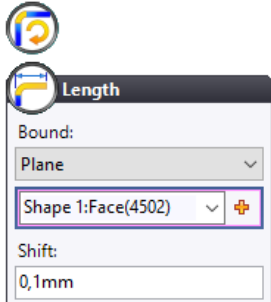 Length
Bound:
Plane
Shape 1:Face(4502)
Shift:
0,1mm